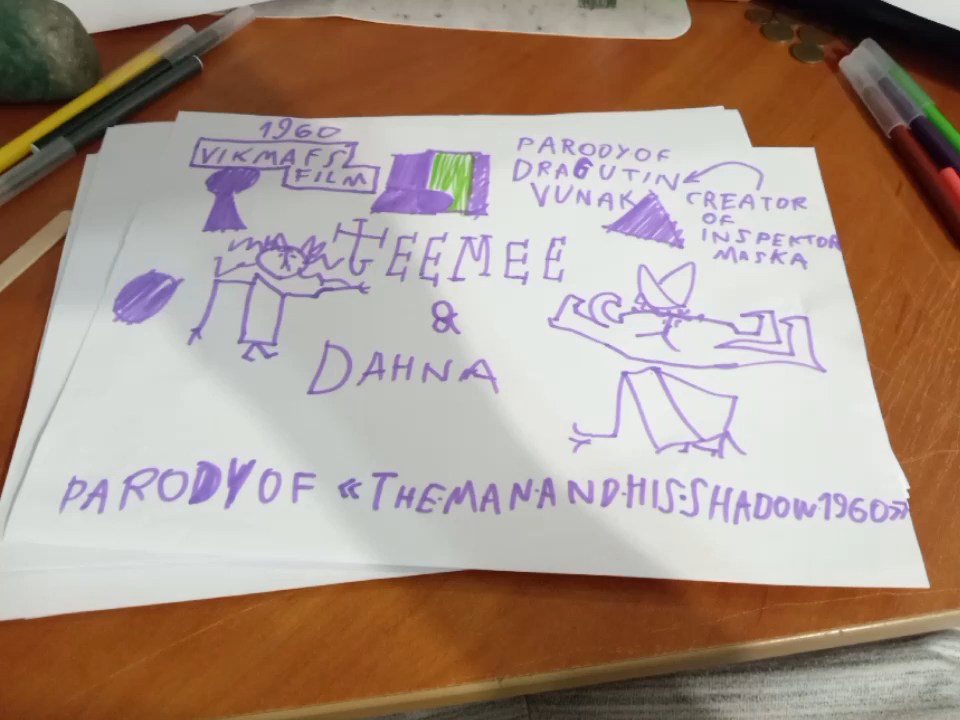 1960
VIKMAFS
FILM
PARODY OF
DRAGUTIN
VUNAK
CREATOR
OF
INSPEKTOR
MASKA
TEEMEE
&
DAHNA
PARODY OF «THE·MAN·AND·HIS·SHADOW·1960»